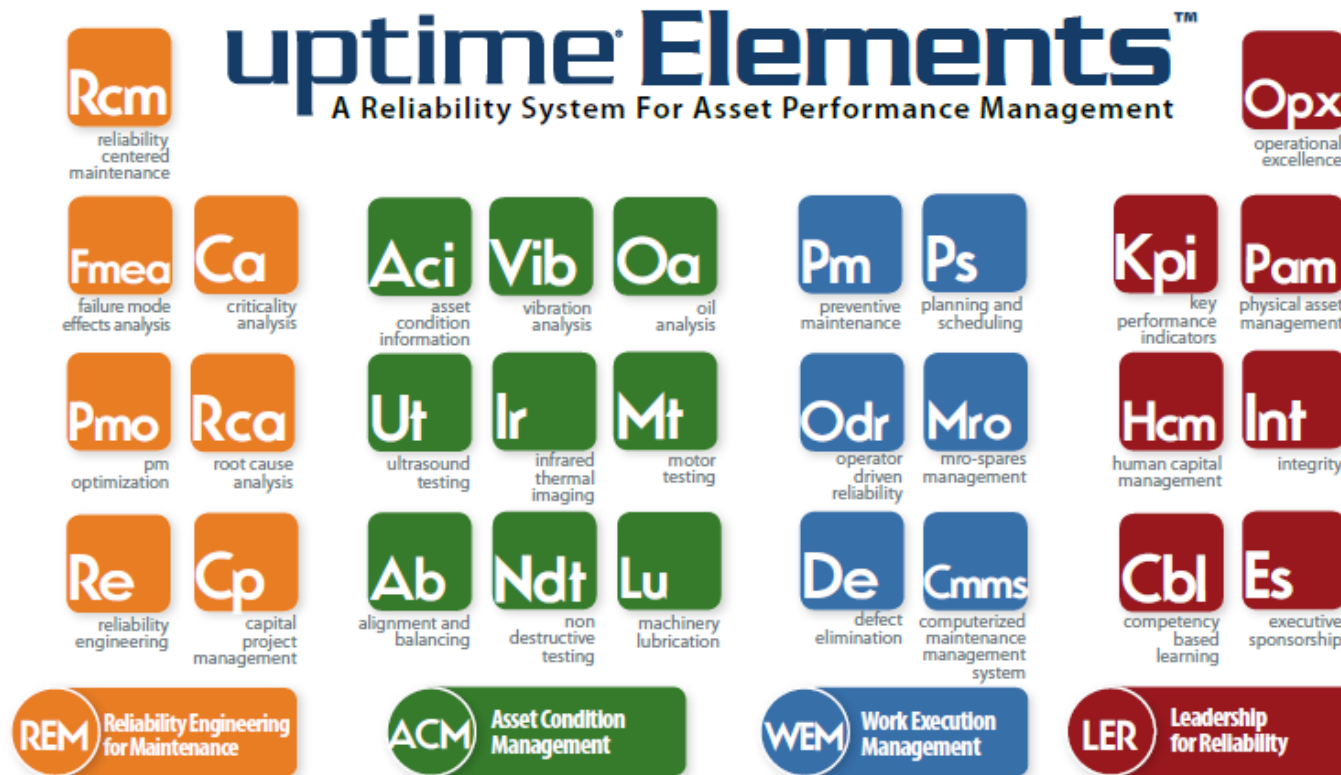 uptime® Elements™
A Reliability System For Asset Performance Management
Rcm
reliability
centered
maintenance
Opx
operational
excellence
Fmea
failure mode
effects analysis
Ca
criticality
analysis
Aci
asset
condition
information
Vib
vibration
analysis
Oa
oil
analysis
Pm
preventive
maintenance
Ps
planning and
scheduling
Kpi
key
performance
indicators
Pam
physical asset
management
Pmo
pm
optimization
Rca
root cause
analysis
Ut
ultrasound
testing
Ir
infrared
thermal
imaging
Mt
motor
testing
Odr
operator
driven
reliability
Mro
mro-spares
management
Hcm
human capital
management
Int
integrity
Re
reliability
engineering
Cp
capital
project
management
Ab
alignment and
balancing
Ndt
non
destructive
testing
Lu
machinery
lubrication
De
defect
elimination
Cmms
computerized
maintenance
management
system
Cbl
competency
based
learning
Es
executive
sponsorship
REM
Reliability Engineering
for Maintenance
ACM
Asset Condition
Management
WEM
Work Execution
Management
LER
Leadership
for Reliability